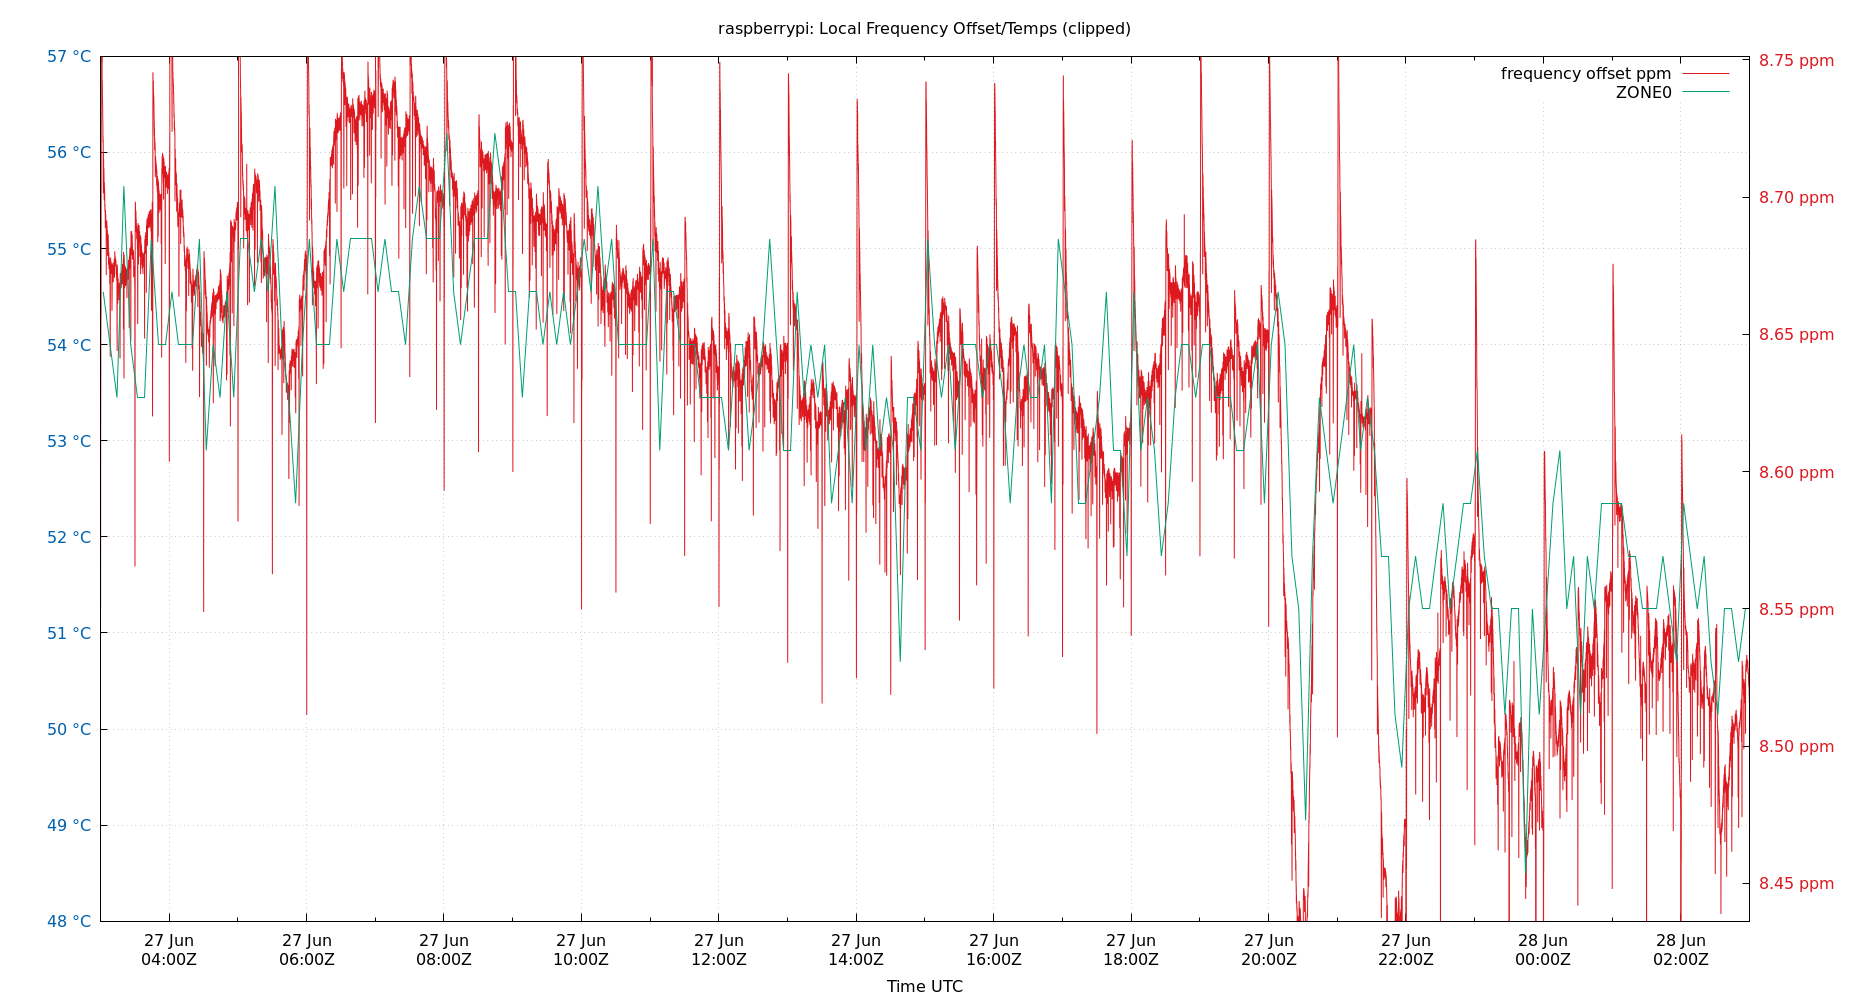 raspberrypi: Local Frequency Offset/Temps (clipped)
57 °C
56 °C
55 °C
54 °C
53 °C
52 °C
51 °C
50 °C
49 °C
48 °C
8.75 ppm
8.70 ppm
8.65 ppm
8.60 ppm
8.55 ppm
8.50 ppm
8.45 ppm
frequency offset ppm
ZONE0
27 Jun 27 Jun 27 Jun 27 Jun 27 Jun 27 Jun 27 Jun 27 Jun 27 Jun 27 Jun 28 Jun 28 Jun
04:00Z 06:00Z 08:00Z 10:00Z 12:00Z 14:00Z 16:00Z 18:00Z 20:00Z 22:00Z 00:00Z 02:00Z
Time UTC